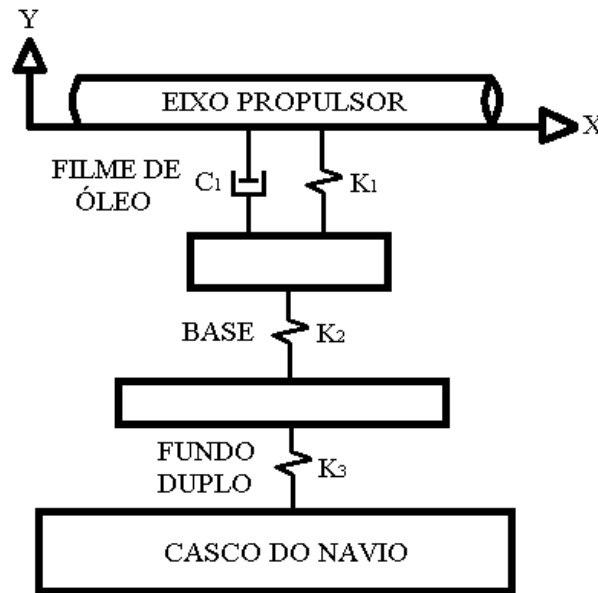 Y
EIXO PROPULSOR
X
FILME DE
ÓLEO
C1
K1
BASE
K2
FUNDO
DUPLO
K3
CASCO DO NAVIO